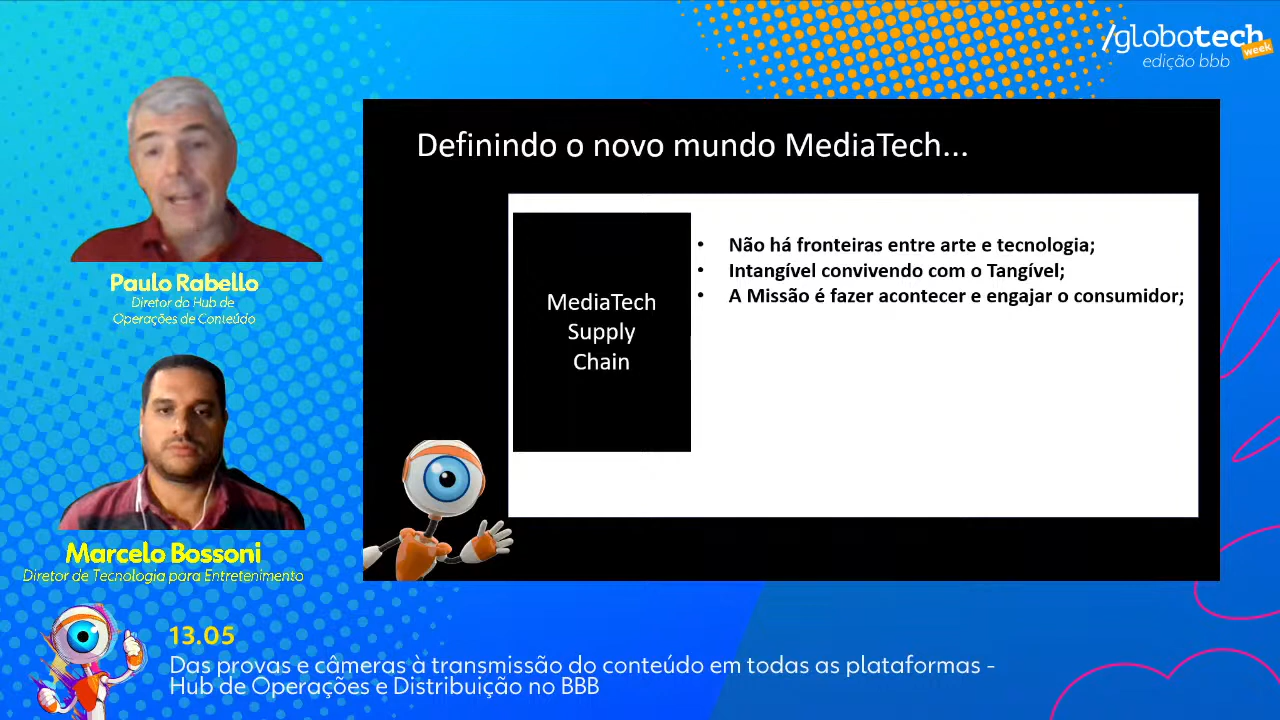 /globotech
week
edição bbb
Definindo o novo mundo MediaTech...
MediaTech
Supply
Chain
• Não há fronteiras entre arte e tecnologia;
• Intangível convivendo com o Tangível;
• A Missão é fazer acontecer e engajar o consumidor;
Paulo Rabello
Diretor do Hub de
Operações de Conteúdo
Marcelo Bossoni
Diretor de Tecnologia para Entretenimento
13.05
Das provas e câmeras à transmissão do conteúdo em todas as plataformas -
Hub de Operações e Distribuição no BBB